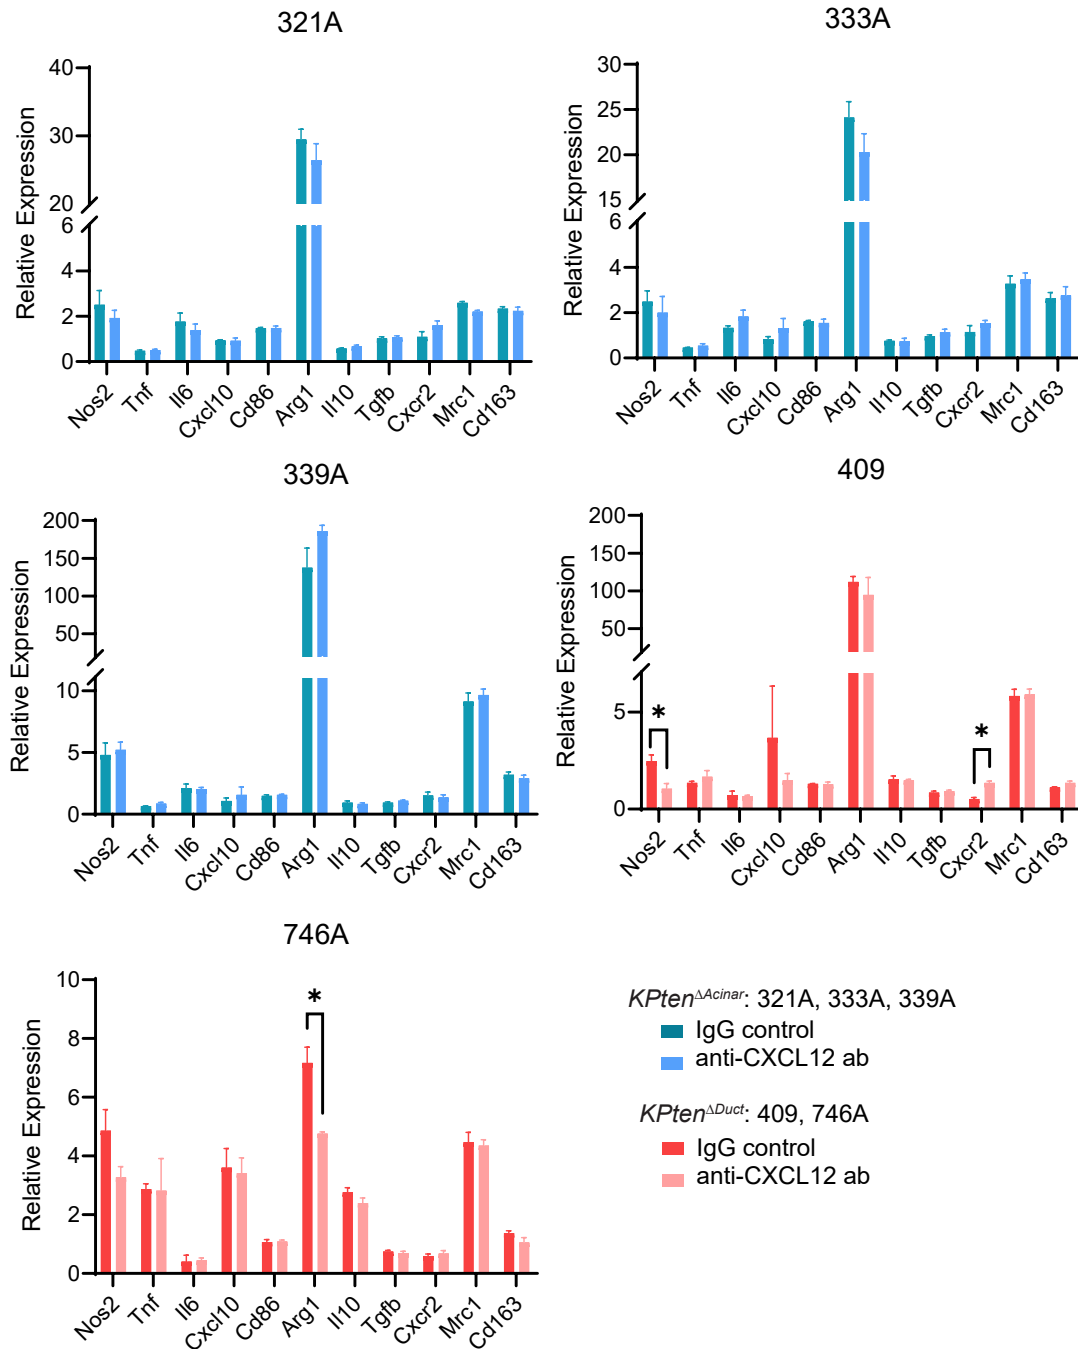 321A
Relative Expression
40
30
20
6
4
2
0
Nos2 Tnf Il6 Cxcl10 Cd86 Arg1 Il10 Tgfb Cxcr2 Mrc1 Cd163
333A
Relative Expression
30
25
20
15
6
4
2
0
Nos2 Tnf Il6 Cxcl10 Cd86 Arg1 Il10 Tgfb Cxcr2 Mrc1 Cd163
339A
Relative Expression
200
150
100
50
10
5
0
Nos2 Tnf Il6 Cxcl10 Cd86 Arg1 Il10 Tgfb Cxcr2 Mrc1 Cd163
409
Relative Expression
200
150
100
50
5
0
*
*
Nos2 Tnf Il6 Cxcl10 Cd86 Arg1 Il10 Tgfb Cxcr2 Mrc1 Cd163
746A
Relative Expression
10
8
6
4
2
0
*
Nos2 Tnf Il6 Cxcl10 Cd86 Arg1 Il10 Tgfb Cxcr2 Mrc1 Cd163
KPten^ΔAcinar: 321A, 333A, 339A
IgG control
anti-CXCL12 ab
KPten^ΔDuct: 409, 746A
IgG control
anti-CXCL12 ab